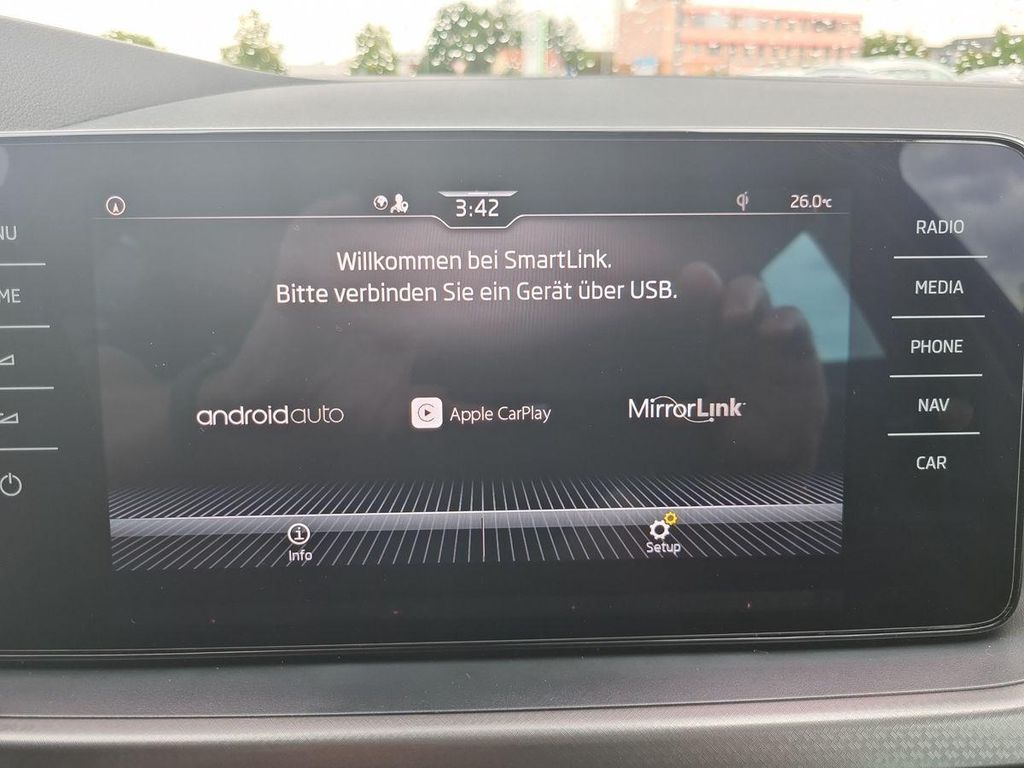 3:42
26.0°C
Willkommen bei SmartLink.
Bitte verbinden Sie ein Gerät über USB.
androidauto
Apple CarPlay
MirrorLink
Info
Setup
RADIO
MEDIA
PHONE
NAV
CAR